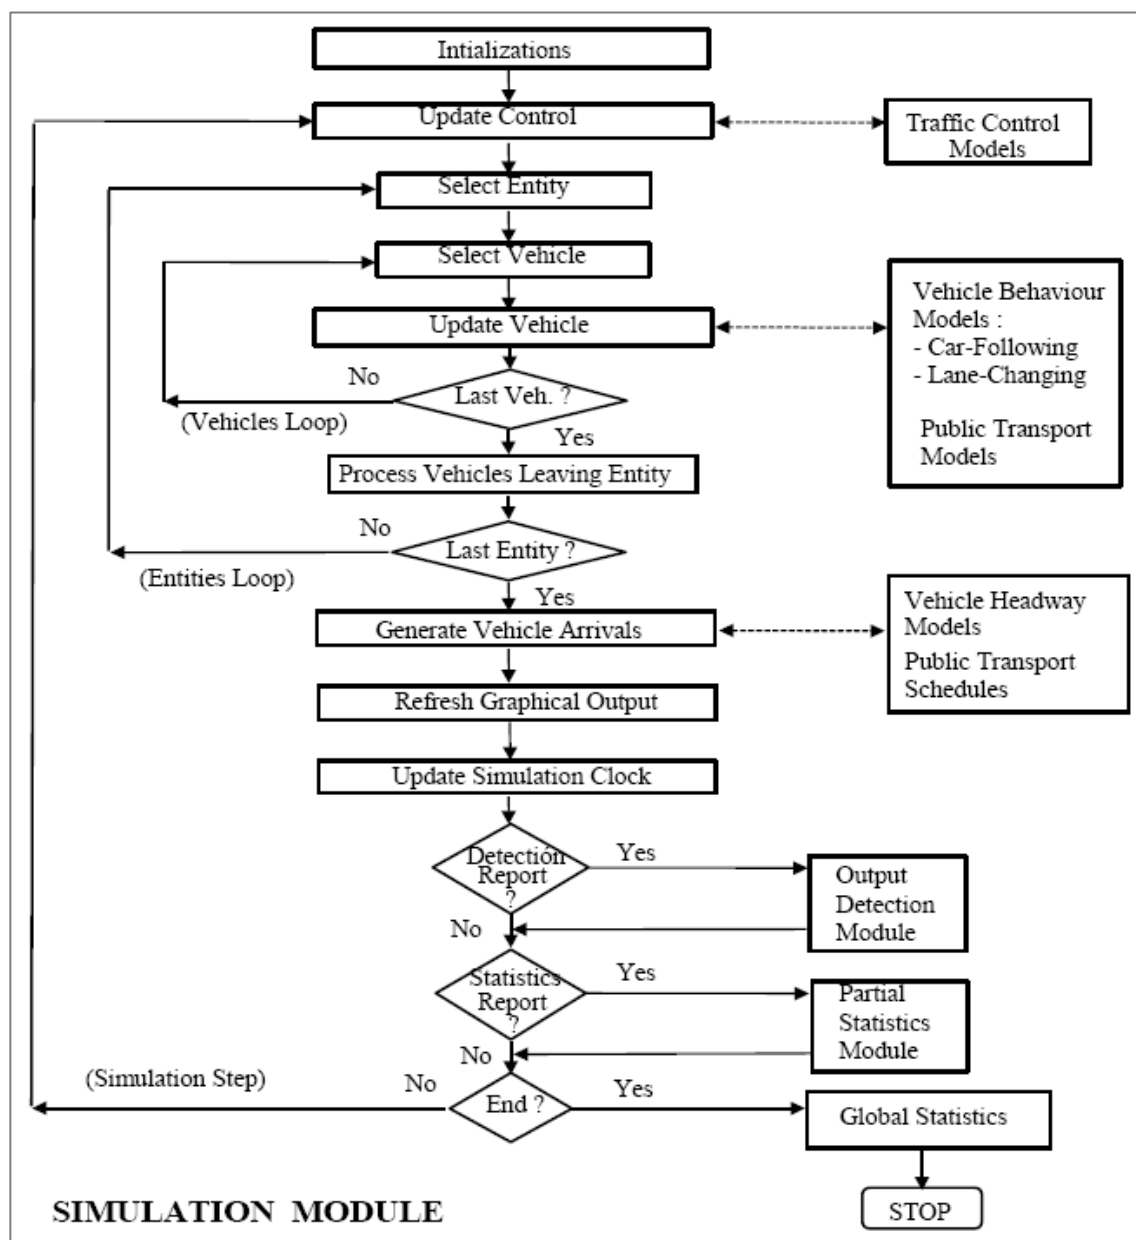 Intializations
Update Control
Traffic Control
Models
Select Entity
Select Vehicle
Update Vehicle
Vehicle Behaviour
Models :
- Car-Following
- Lane-Changing
Public Transport
Models
No
Last Veh. ?
(Vehicles Loop)
Yes
Process Vehicles Leaving Entity
No
Last Entity ?
(Entities Loop)
Yes
Generate Vehicle Arrivals
Vehicle Headway
Models
Public Transport
Schedules
Refresh Graphical Output
Update Simulation Clock
Detectión
Report
?
Yes
Output
Detection
Module
No
Statistics
Report
?
Yes
Partial
Statistics
Module
No
(Simulation Step)
No
End ?
Yes
Global Statistics
STOP
SIMULATION MODULE